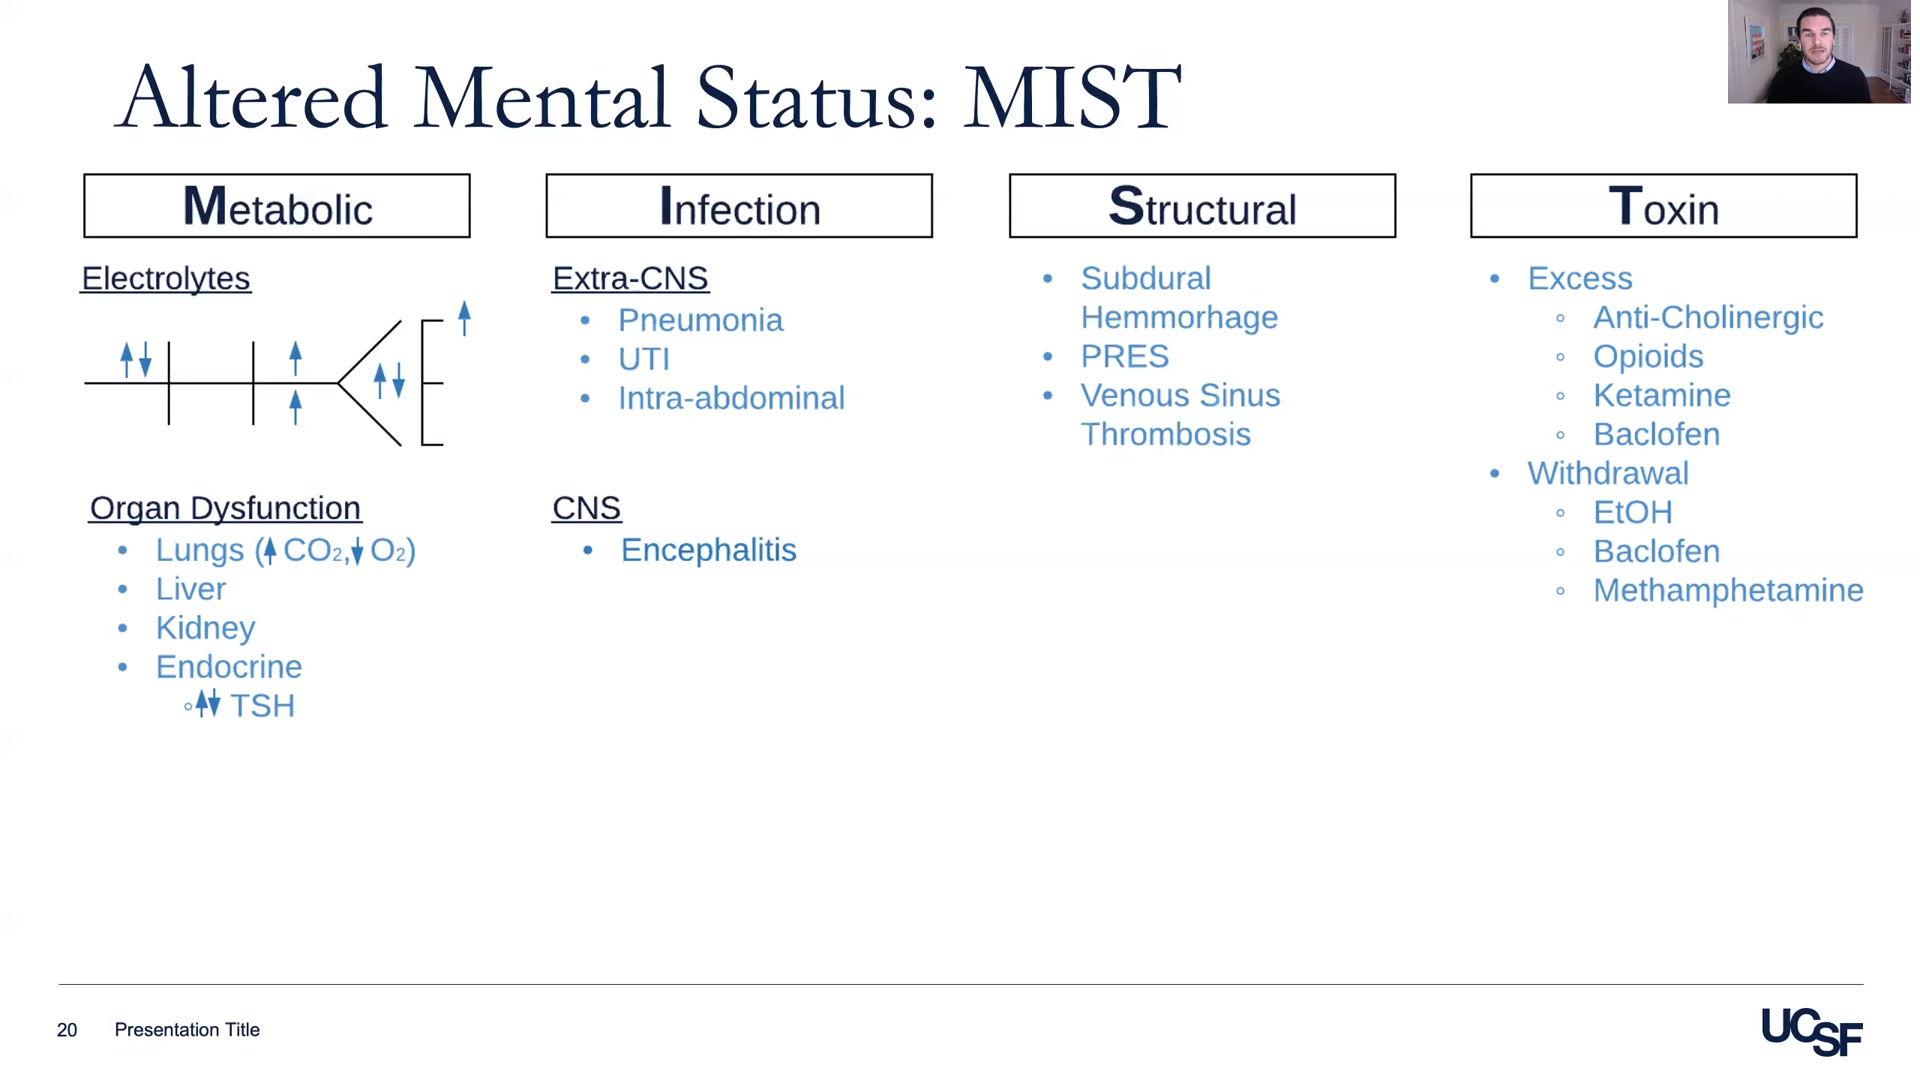 Altered Mental Status: MIST
Metabolic
Electrolytes
Organ Dysfunction
• Lungs (↑ CO₂,↓ O₂)
• Liver
• Kidney
• Endocrine
◦↑↓ TSH
Infection
Extra-CNS
• Pneumonia
• UTI
• Intra-abdominal
CNS
• Encephalitis
Structural
• Subdural
Hemmorhage
• PRES
• Venous Sinus
Thrombosis
Toxin
• Excess
◦ Anti-Cholinergic
◦ Opioids
◦ Ketamine
◦ Baclofen
• Withdrawal
◦ EtOH
◦ Baclofen
◦ Methamphetamine
20 Presentation Title
UCSF